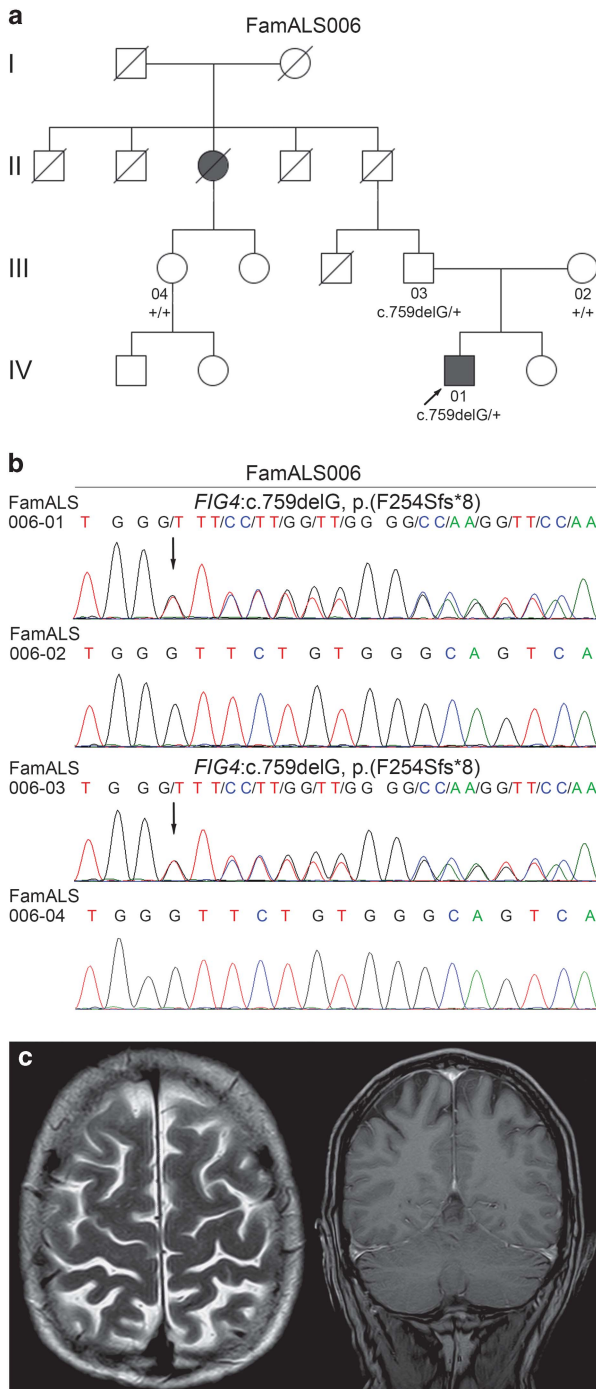 a
FamALS006
I
II
III
04 03 02
+/+ c.759delG/+ +/+
IV
01
c.759delG/+
b
FamALS006
FamALS FIG4:c.759delG, p.(F254Sfs*8)
006-01 T G G G/T T T/C C/T T/G G/T T/G G G G/C C/A A/G G/T T/C C/A A
FamALS
006-02 T G G G T T C T G T G G G C A G T C A
FamALS FIG4:c.759delG, p.(F254Sfs*8)
006-03 T G G G/T T T/C C/T T/G G/T T/G G G G/C C/A A/G G/T T/C C/A A
FamALS
006-04 T G G G T T C T G T G G G C A G T C A
c